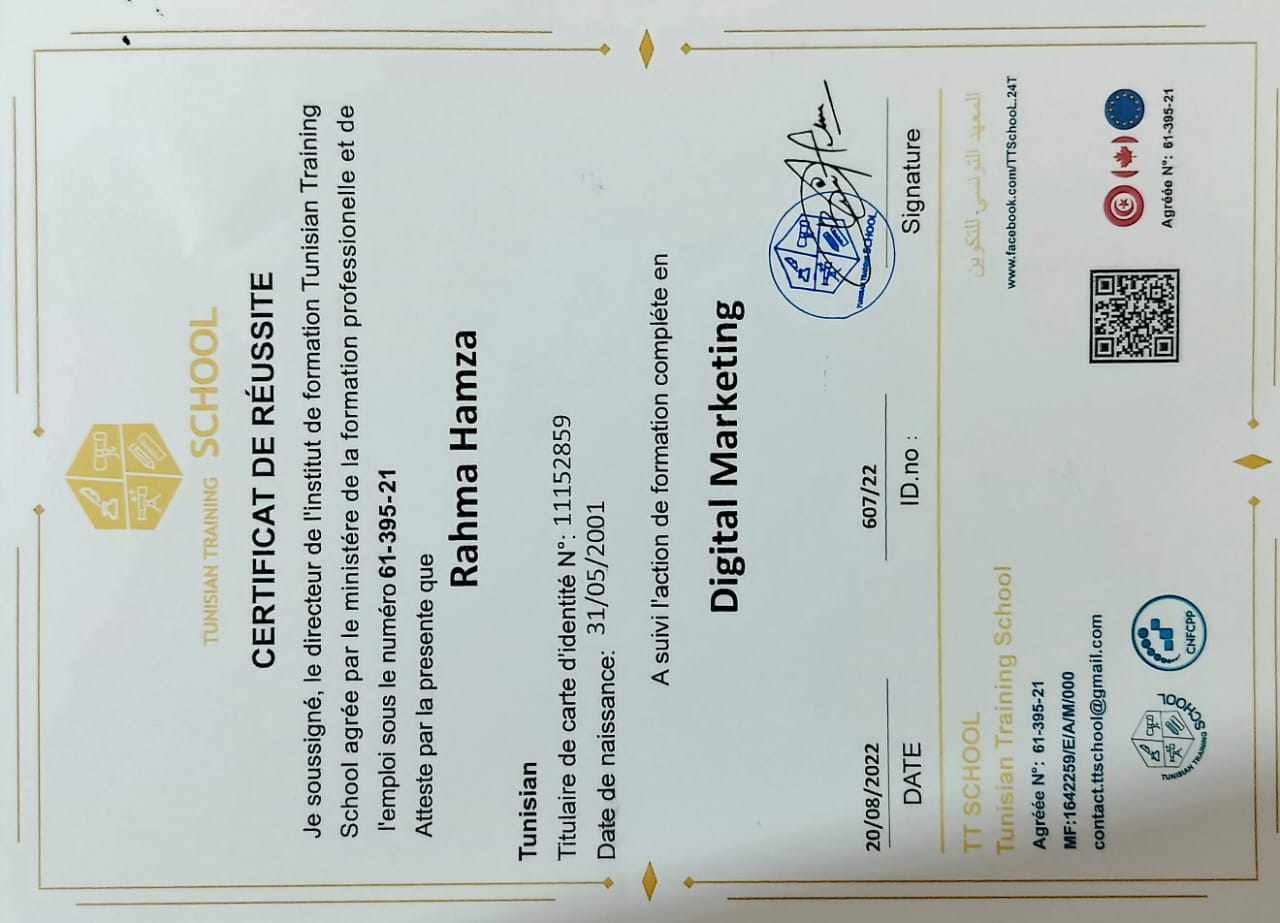 TUNISIAN TRAINING SCHOOL
CERTIFICAT DE RÉUSSITE
Je soussigné, le directeur de l'institut de formation Tunisian Training
School agrée par le ministére de la formation professionelle et de
l'emploi sous le numéro 61-395-21
Atteste par la presente que
Rahma Hamza
Tunisian
Titulaire de carte d'identité N°: 11152859
Date de naissance: 31/05/2001
A suivi l'action de formation compléte en
Digital Marketing
TUNISIAN TRAINING SCHOOL
20/08/2022 607/22
DATE ID.no : Signature
TT SCHOOL المعهد التونسي للتكوين
Tunisian Training School www.facebook.com/TTSchooL.24T
Agréée N°: 61-395-21
MF:1642259/E/A/M/000
contact.ttschool@gmail.com
TUNISIAN TRAINING SCHOOL CNFCPP
Agréée N°: 61-395-21